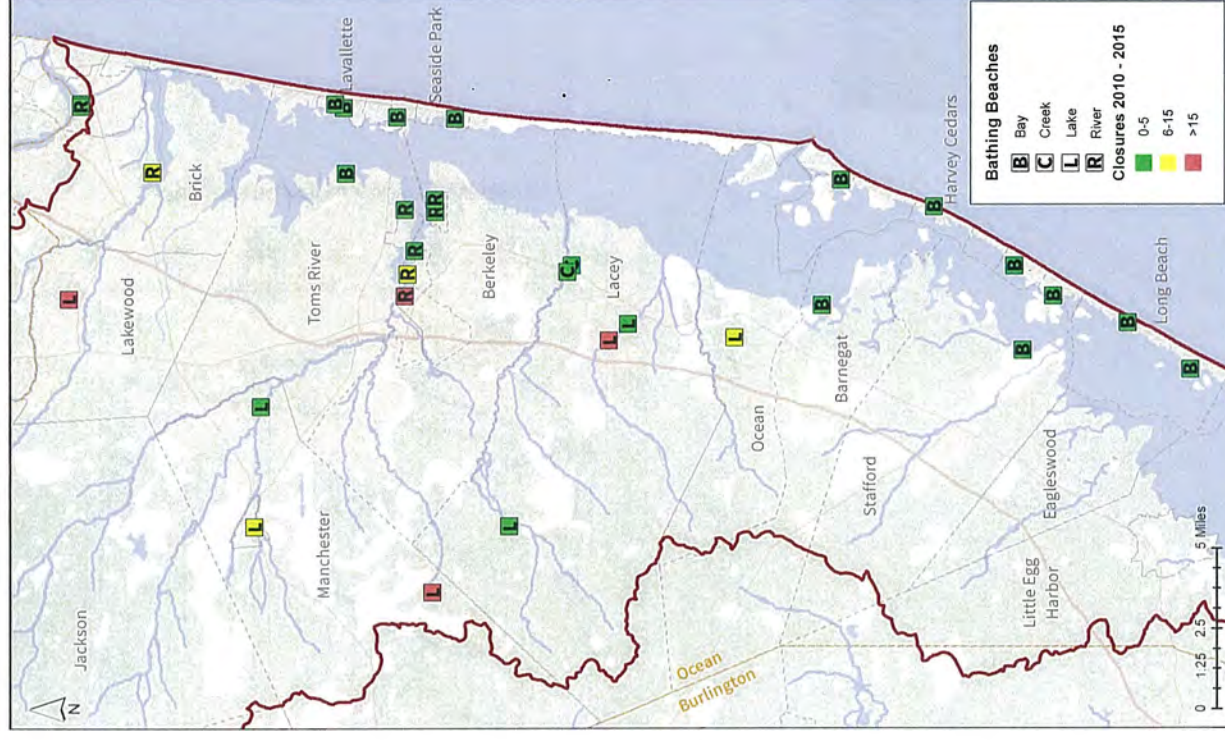 N
Jackson
Lakewood
Brick
Manchester
Toms River
Lavallette
Seaside Park
Berkeley
Lacey
Ocean
Burlington
Ocean
Barnegat
Stafford
Harvey Cedars
Little Egg
Harbor
Eagleswood
Long Beach
R
R
L
L
L
L
B
B
B
B
R
R
R
R
R
R
B
L
C
L
L
L
B
B
B
B
B
B
B
B
0 1.25 2.5 5 Miles
Bathing Beaches
B Bay
C Creek
L Lake
R River
Closures 2010 - 2015
0-5
6-15
>15